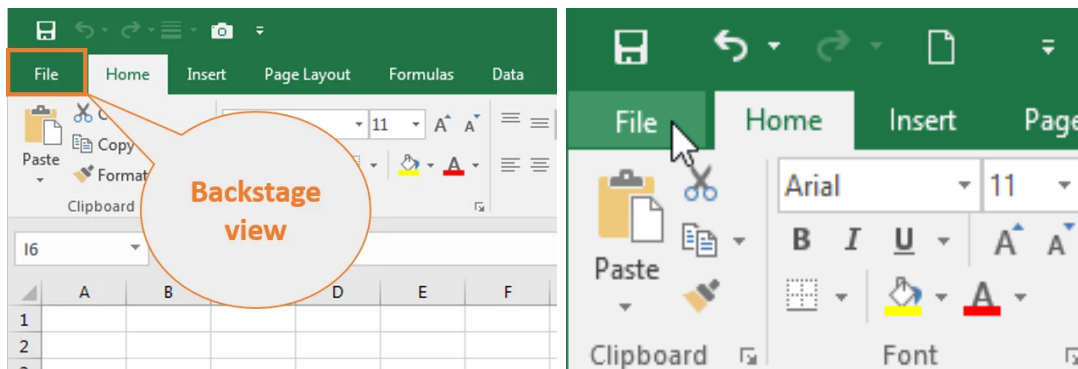 File Home Insert Page Layout Formulas Data
11 A A
Copy
Paste
Format
Clipboard
Backstage
view
I6
A B D E F
1
2
File Home Insert Page
Arial 11
B I U A A
Paste
A
Clipboard Font